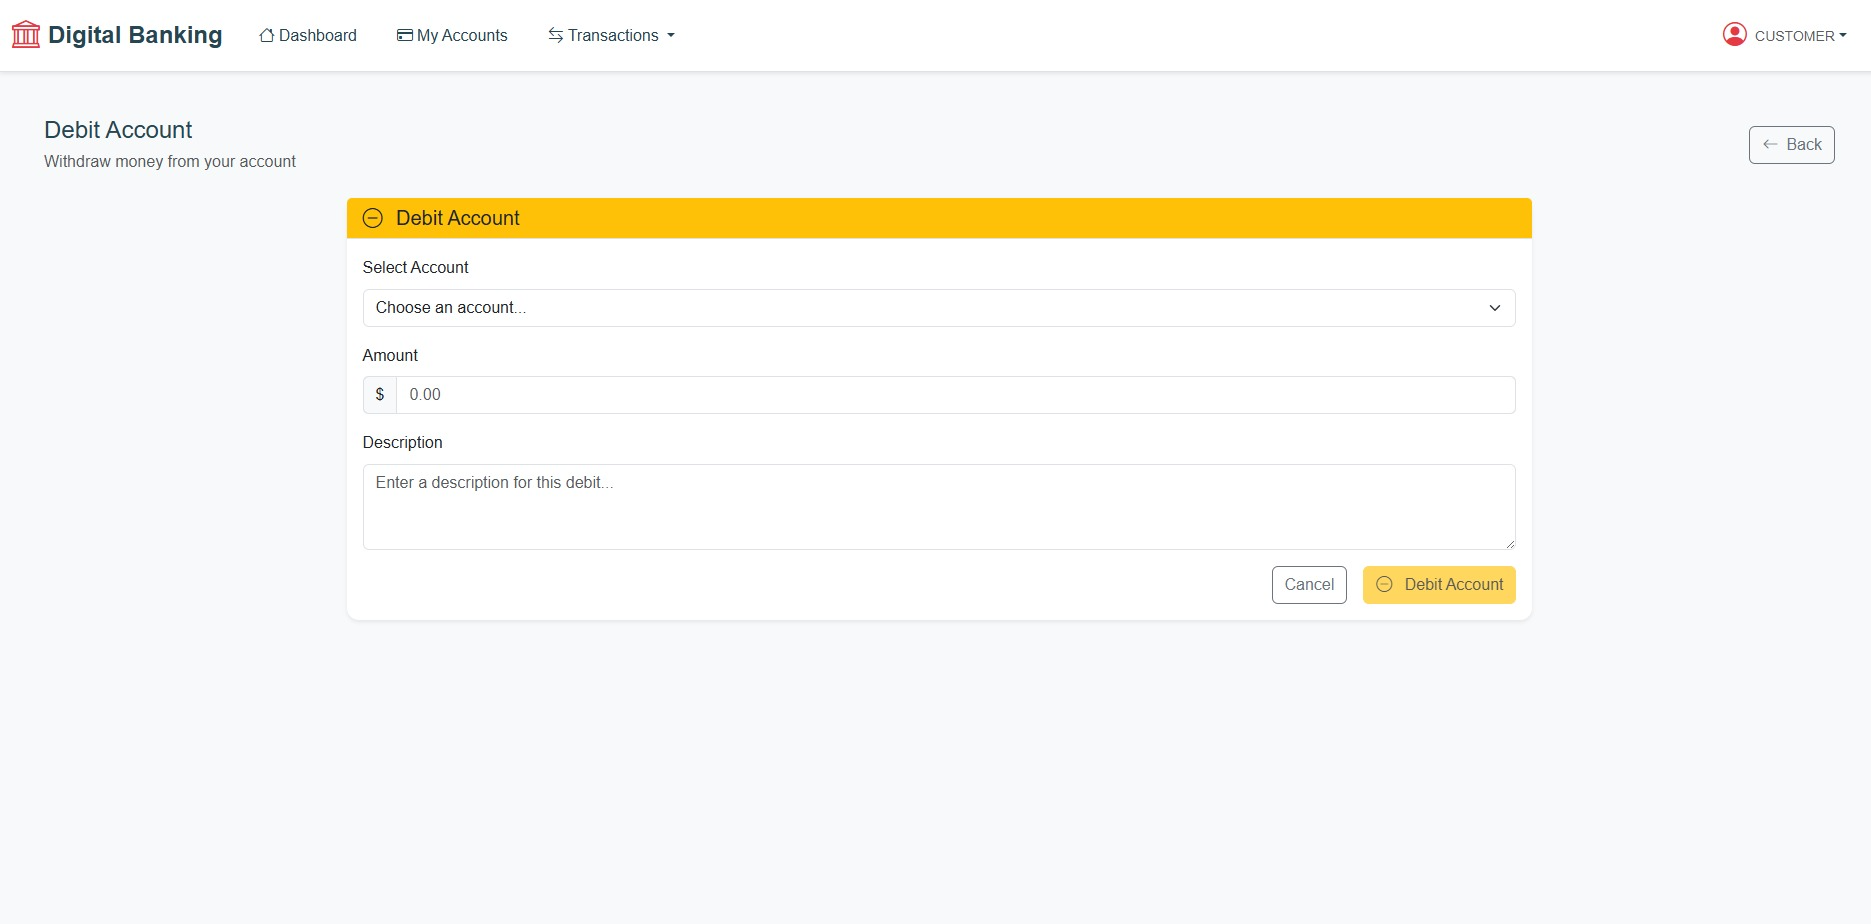 Digital Banking Dashboard My Accounts Transactions CUSTOMER
Debit Account
Withdraw money from your account
Back
Debit Account
Select Account
Choose an account...
Amount
$ 0.00
Description
Enter a description for this debit...
Cancel Debit Account